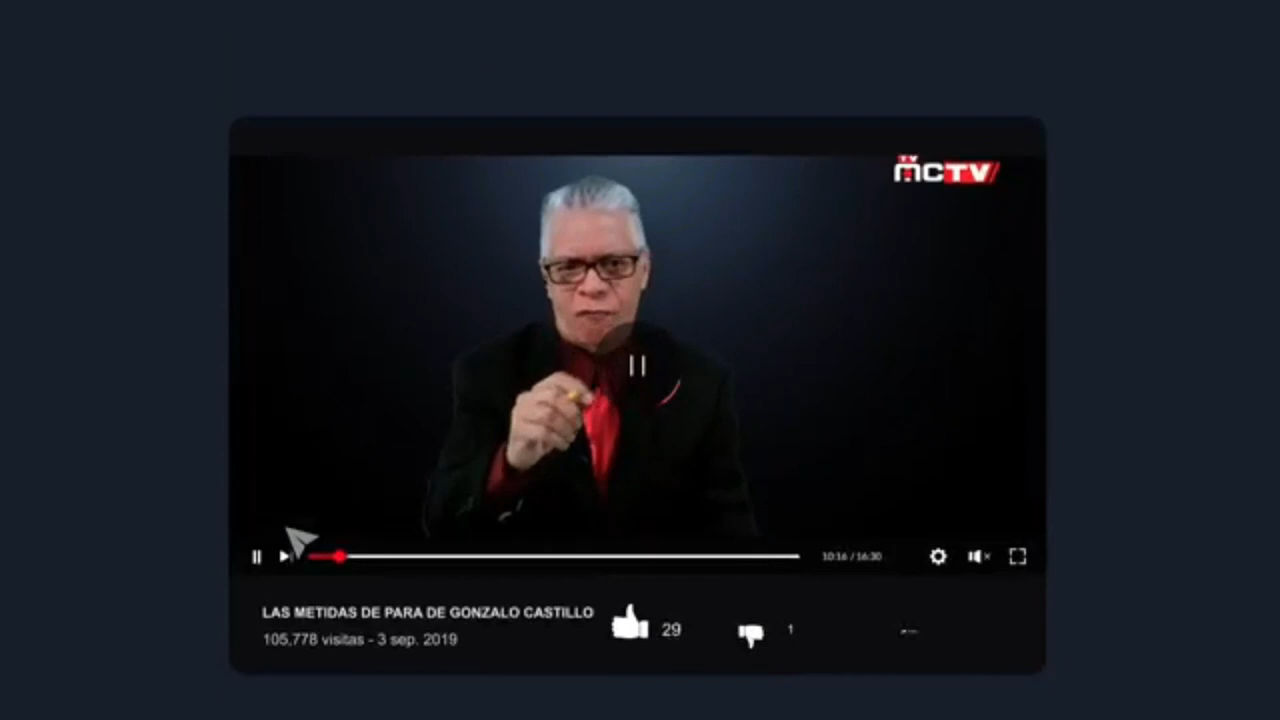 TV
MCTV
10:16 / 16:30
LAS METIDAS DE PARA DE GONZALO CASTILLO
29
1
105,778 visitas - 3 sep. 2019